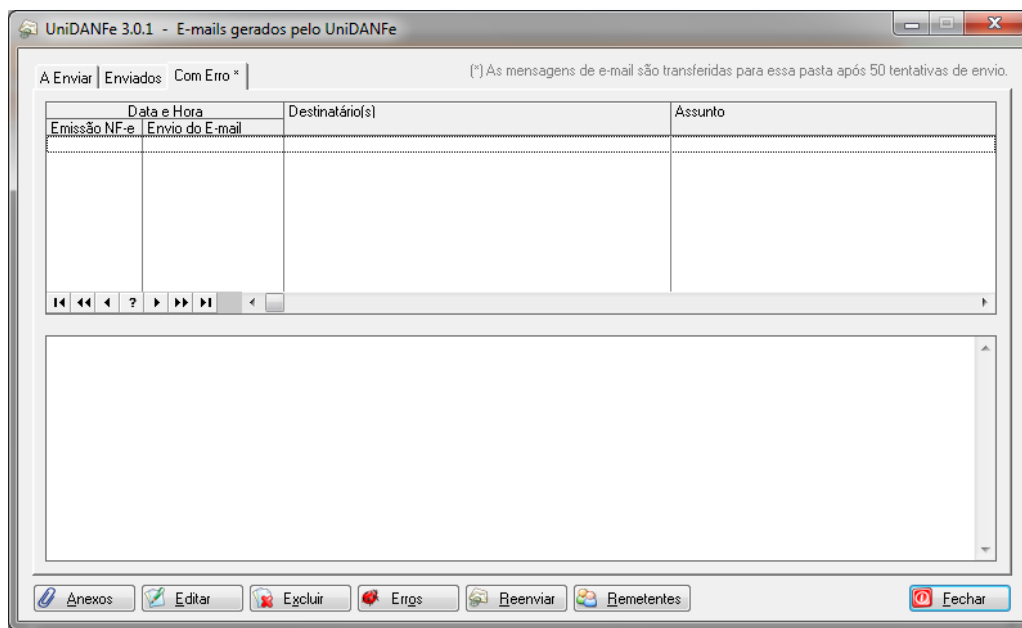 UniDANFe 3.0.1 - E-mails gerados pelo UniDANFe
A Enviar Enviados Com Erro * (*) As mensagens de e-mail são transferidas para essa pasta após 50 tentativas de envio.
Data e Hora Destinatário(s) Assunto
Emissão NF-e Envio do E-mail
?
Anexos Editar Excluir Erros Reenviar Remetentes Fechar